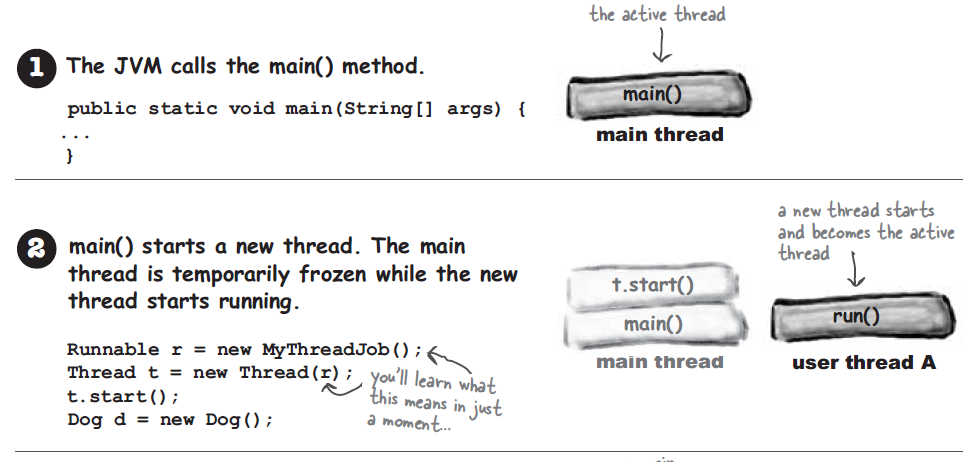 the active thread
1 The JVM calls the main() method.
public static void main(String[] args) {
...
}
main()
main thread
2 main() starts a new thread. The main
thread is temporarily frozen while the new
thread starts running.
Runnable r = new MyThreadJob();
Thread t = new Thread(r);
t.start();
Dog d = new Dog();
you'll learn what
this means in just
a moment...
t.start()
main()
main thread
a new thread starts
and becomes the active
thread
run()
user thread A